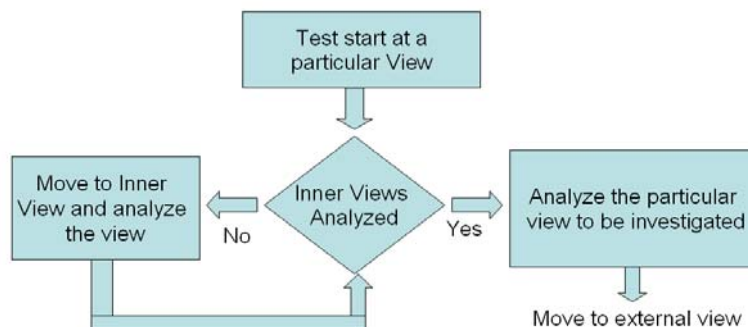 Test start at a
particular View
Move to Inner
View and analyze
the view
No
Inner Views
Analyzed
Yes
Analyze the particular
view to be investigated
Move to external view